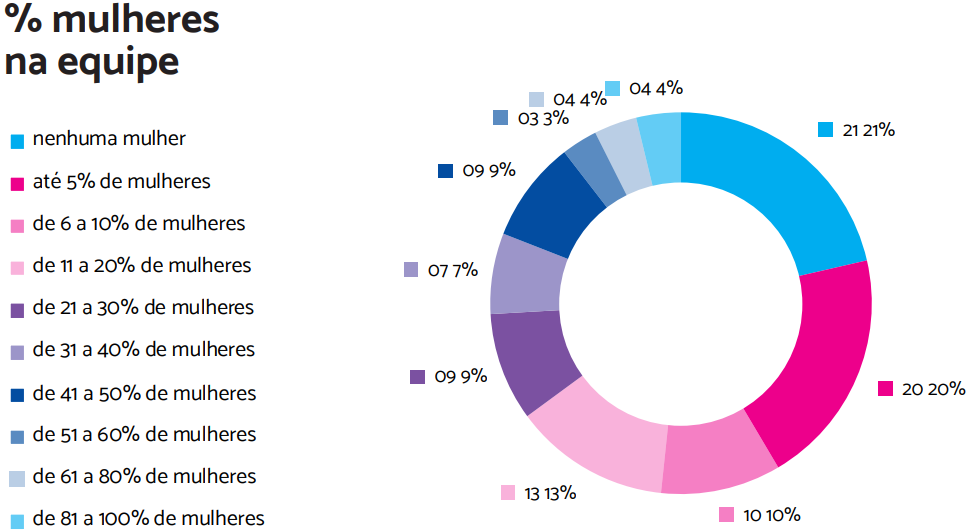 % mulheres
na equipe
nenhuma mulher
até 5% de mulheres
de 6 a 10% de mulheres
de 11 a 20% de mulheres
de 21 a 30% de mulheres
de 31 a 40% de mulheres
de 41 a 50% de mulheres
de 51 a 60% de mulheres
de 61 a 80% de mulheres
de 81 a 100% de mulheres
21 21%
20 20%
10 10%
13 13%
09 9%
07 7%
09 9%
03 3%
04 4%
04 4%